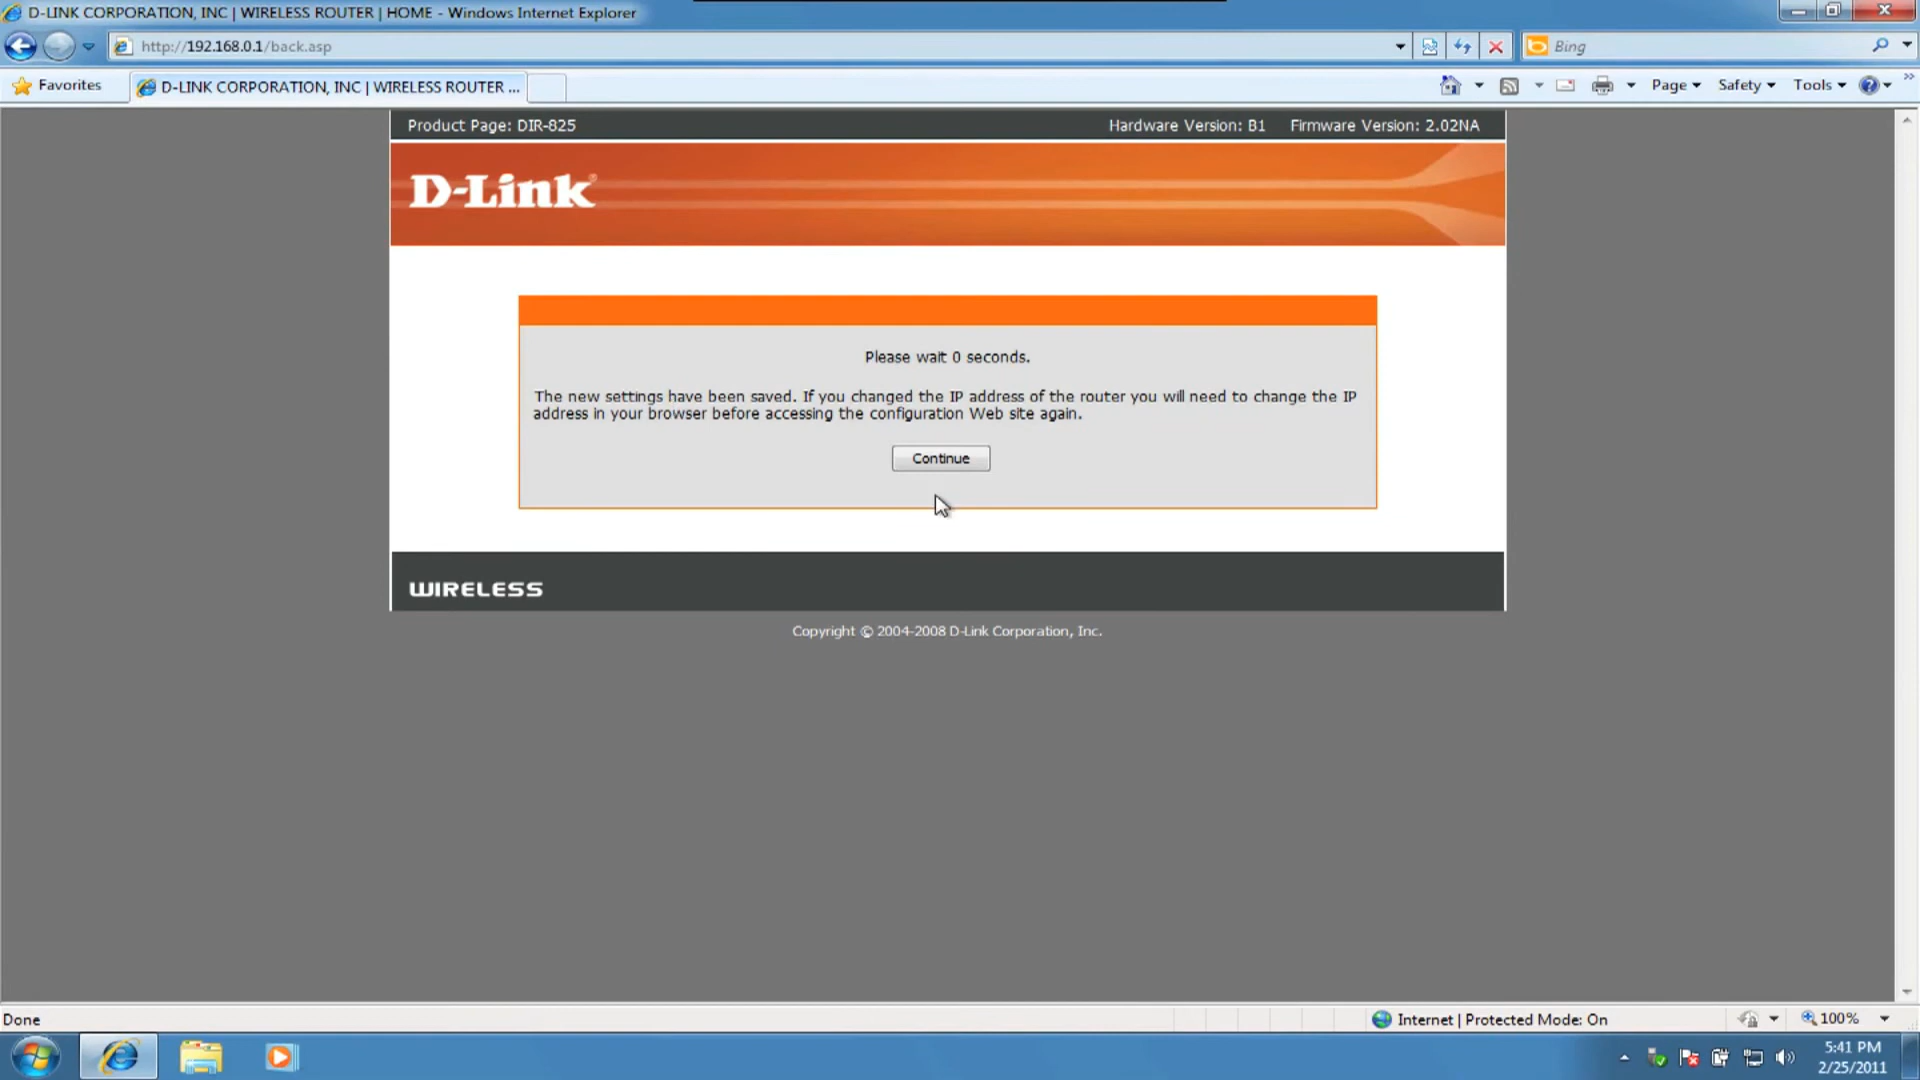 D-LINK CORPORATION, INC | WIRELESS ROUTER | HOME - Windows Internet Explorer
http://192.168.0.1/back.asp
Bing
Favorites
D-LINK CORPORATION, INC | WIRELESS ROUTER ...
Page
Safety
Tools
Product Page: DIR-825
Hardware Version: B1
Firmware Version: 2.02NA
D-Link®
Please wait 0 seconds.
The new settings have been saved. If you changed the IP address of the router you will need to change the IP
address in your browser before accessing the configuration Web site again.
Continue
WIRELESS
Copyright © 2004-2008 D-Link Corporation, Inc.
Done
Internet | Protected Mode: On
100%
5:41 PM
2/25/2011